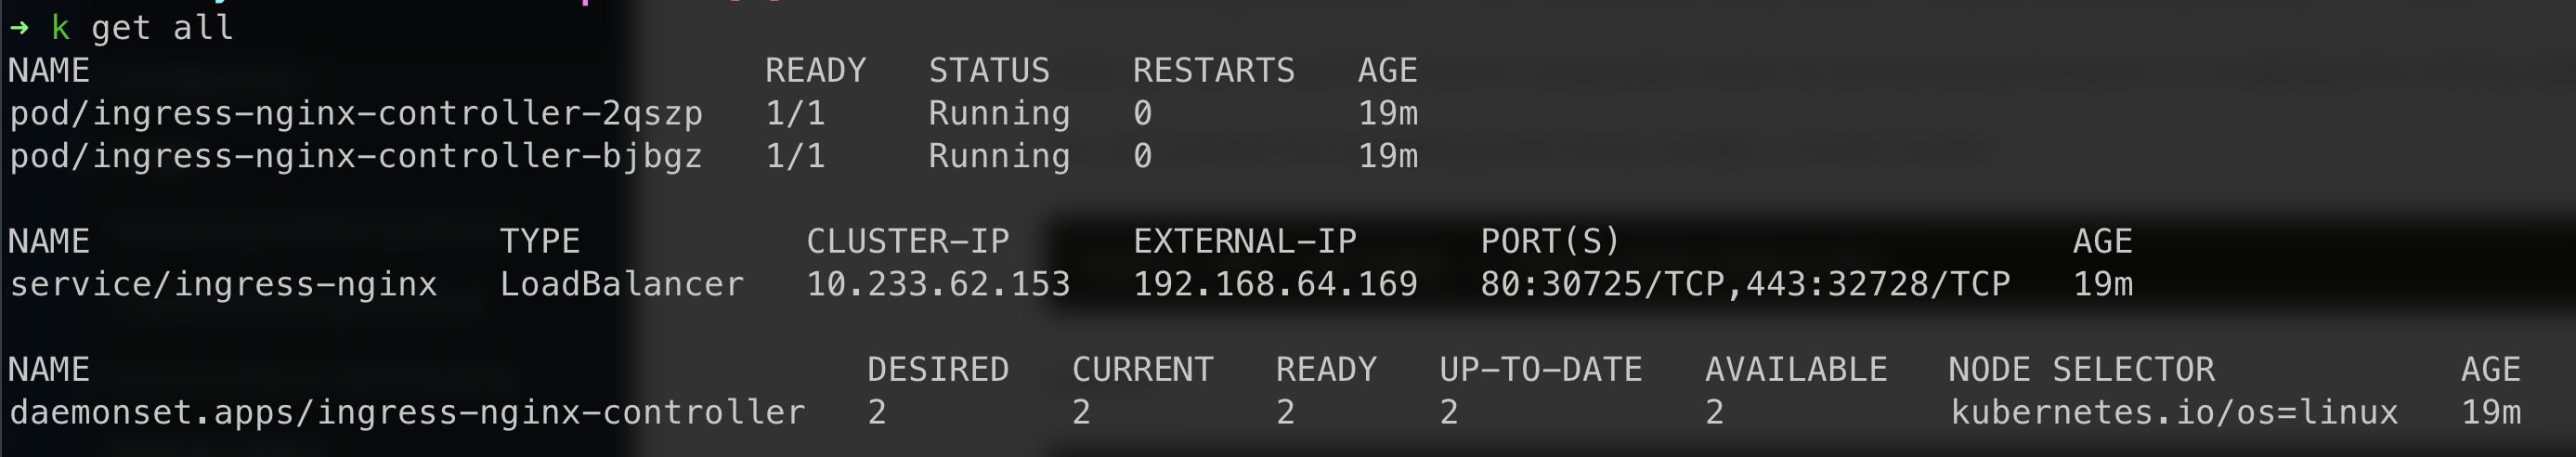 ➜ k get all
NAME READY STATUS RESTARTS AGE
pod/ingress-nginx-controller-2qszp 1/1 Running 0 19m
pod/ingress-nginx-controller-bjbgz 1/1 Running 0 19m
NAME TYPE CLUSTER-IP EXTERNAL-IP PORT(S) AGE
service/ingress-nginx LoadBalancer 10.233.62.153 192.168.64.169 80:30725/TCP,443:32728/TCP 19m
NAME DESIRED CURRENT READY UP-TO-DATE AVAILABLE NODE SELECTOR AGE
daemonset.apps/ingress-nginx-controller 2 2 2 2 2 kubernetes.io/os=linux 19m